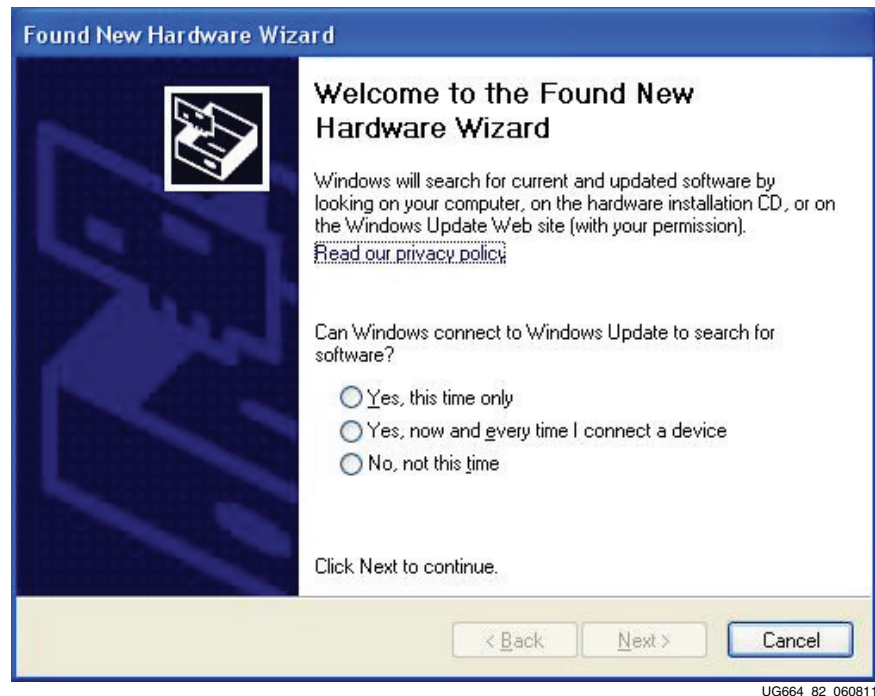 Found New Hardware Wizard
Welcome to the Found New
Hardware Wizard
Windows will search for current and updated software by
looking on your computer, on the hardware installation CD, or on
the Windows Update Web site (with your permission).
Read our privacy policy
Can Windows connect to Windows Update to search for
software?
Yes, this time only
Yes, now and every time I connect a device
No, not this time
Click Next to continue.
< Back Next > Cancel
UG664_82_060811